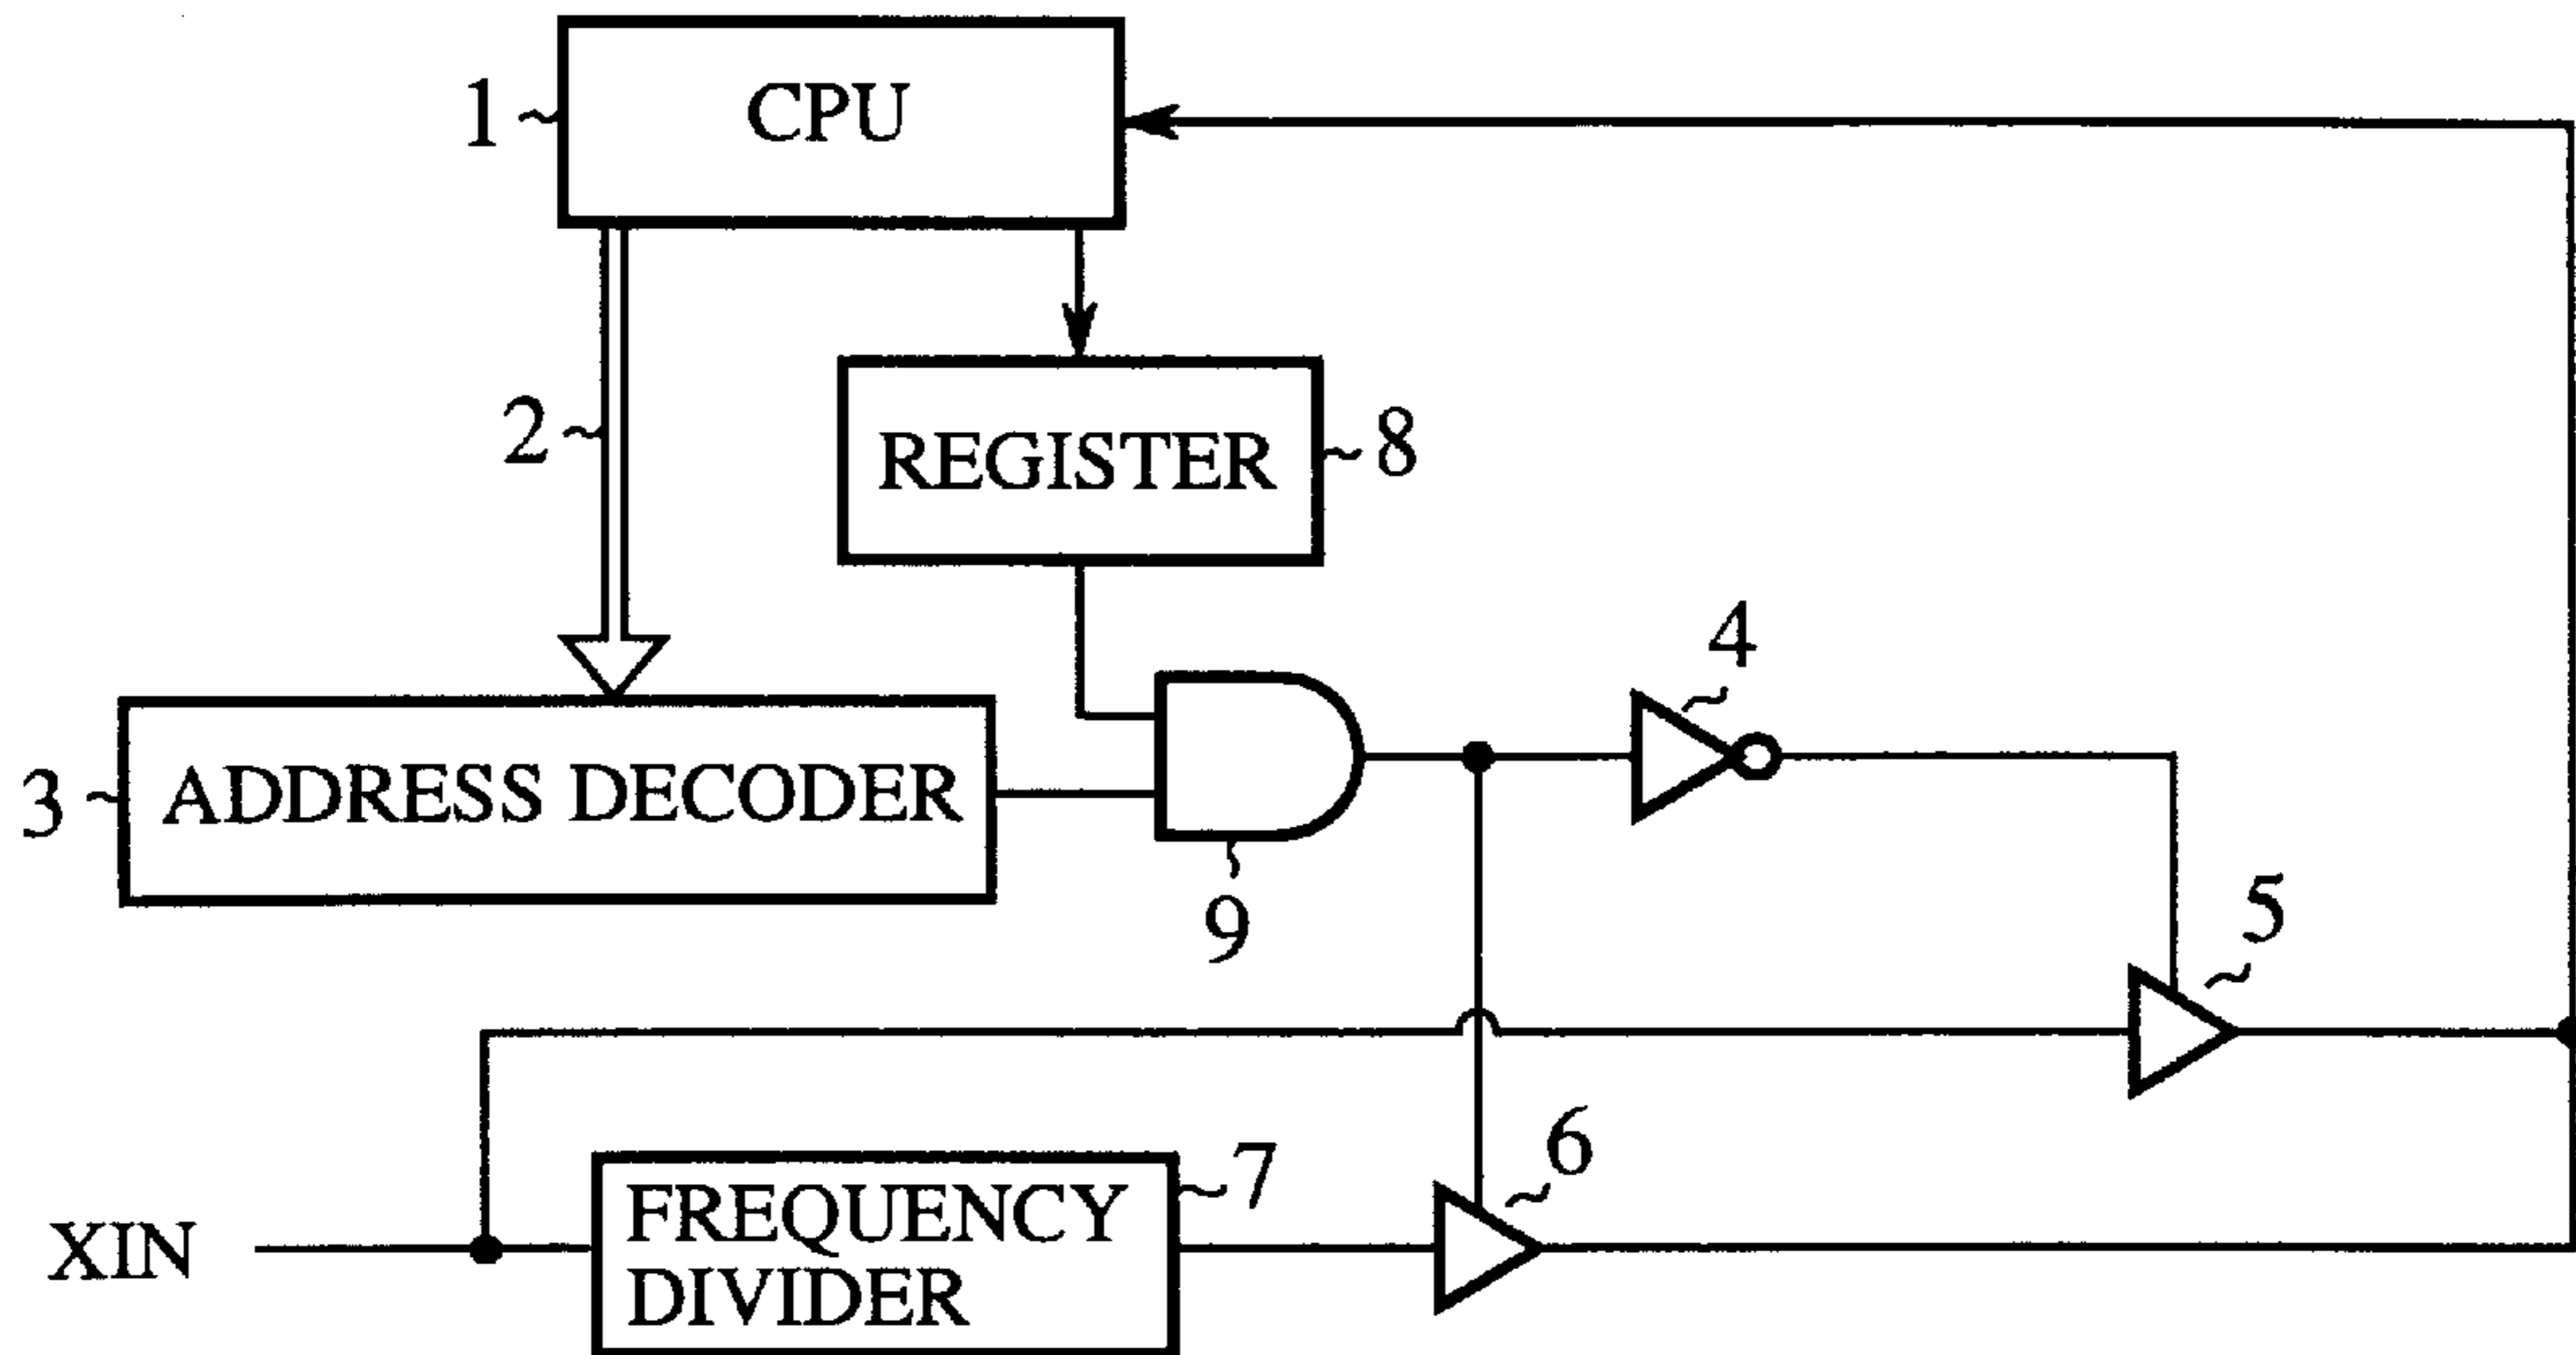 CPU
1
2
REGISTER
8
4
ADDRESS DECODER
3
9
5
6
7
FREQUENCY
DIVIDER
XIN